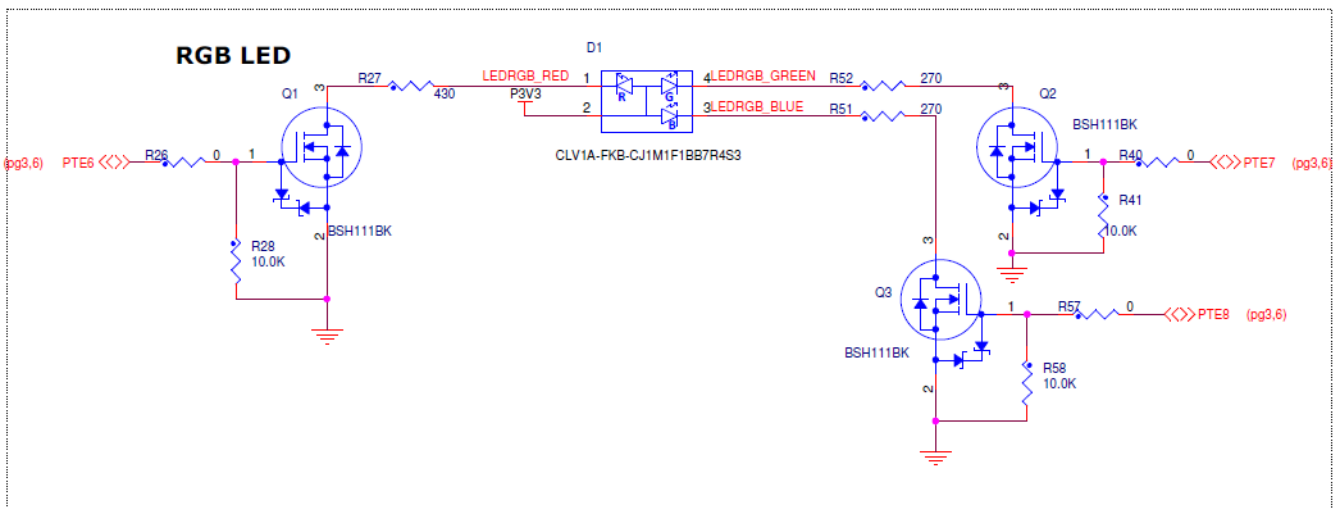 RGB LED
D1
R27
430
LEDRGB_RED
1
P3V3
2
R
G
B
4
LEDRGB_GREEN
R52
270
3
LEDRGB_BLUE
R51
270
CLV1A-FKB-CJ1M1F1BB7R4S3
Q1
3
(pg3,6)
PTE6
R26
0
1
BSH111BK
2
R28
10.0K
3
Q2
BSH111BK
1
R40
0
PTE7
(pg3,6)
R41
10.0K
2
3
Q3
BSH111BK
1
R57
0
PTE8
(pg3,6)
R58
10.0K
2